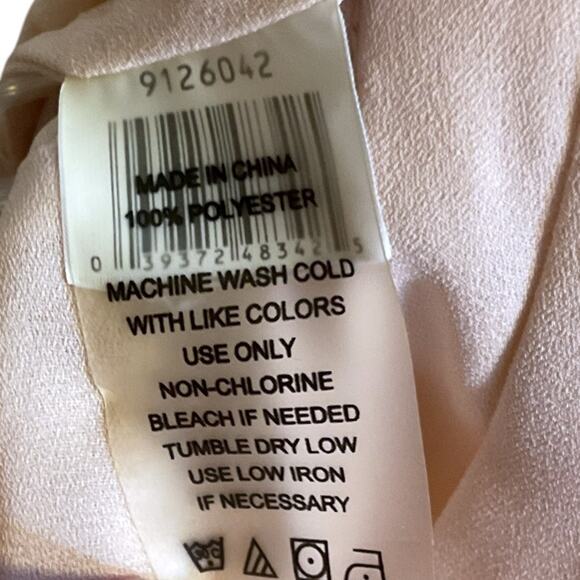 9126042
MADE IN CHINA
100% POLYESTER
0 39372 48342 5
MACHINE WASH COLD
WITH LIKE COLORS
USE ONLY
NON-CHLORINE
BLEACH IF NEEDED
TUMBLE DRY LOW
USE LOW IRON
IF NECESSARY